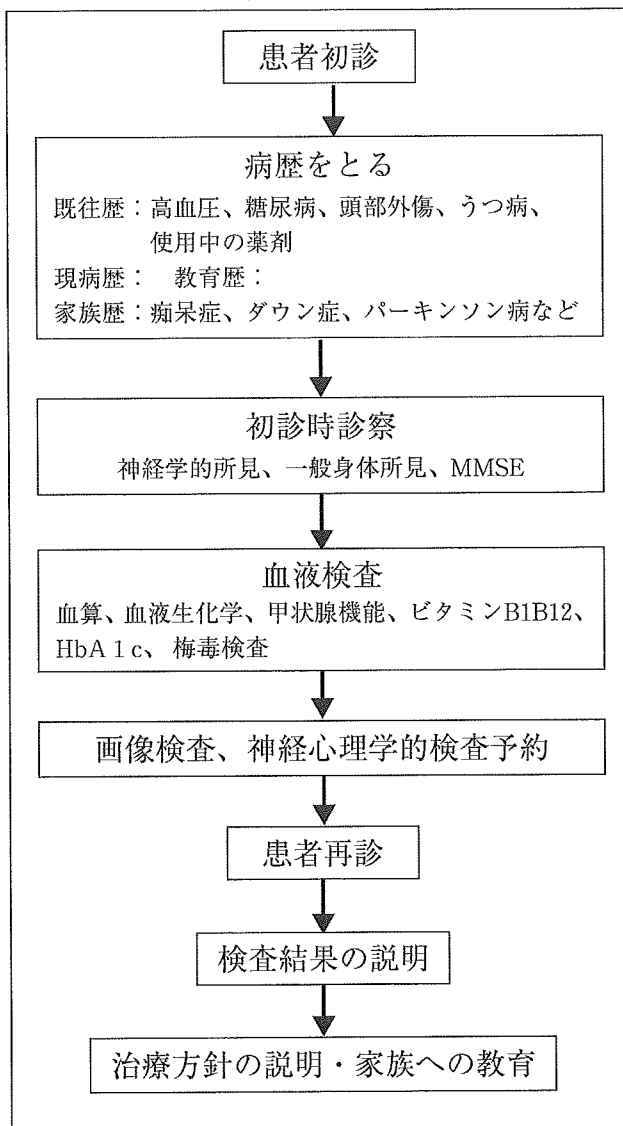 患者初診
病歴をとる
既往歴：高血圧、糖尿病、頭部外傷、うつ病、
使用中の薬剤
現病歴：　教育歴：
家族歴：痴呆症、ダウン症、パーキンソン病など
初診時診察
神経学的所見、一般身体所見、MMSE
血液検査
血算、血液生化学、甲状腺機能、ビタミンB1B12、
HbA１c、梅毒検査
画像検査、神経心理学的検査予約
患者再診
検査結果の説明
治療方針の説明・家族への教育